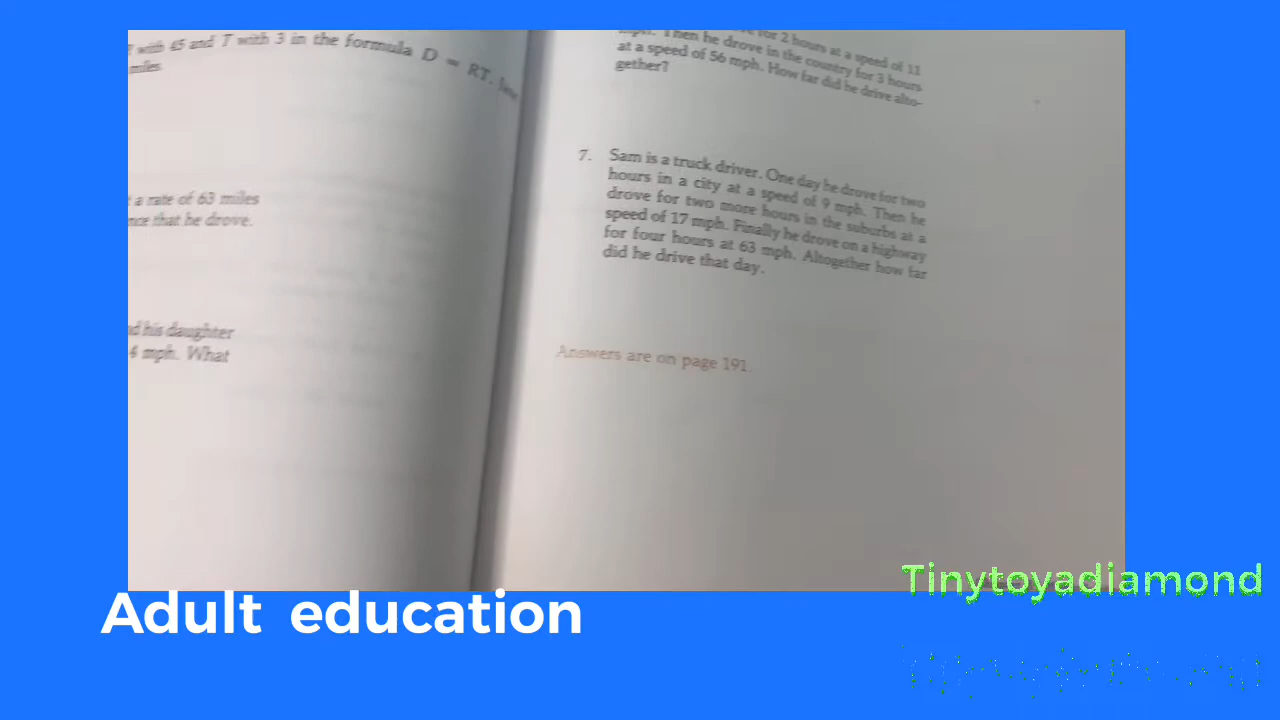 with 45 and T with 3 in the formula D = RT.
miles.
t a rate of 63 miles
nce that he drove.
nd his daughter
4 mph. What
for 2 hours at a speed of 11
mph. Then he drove in the country for 3 hours
at a speed of 56 mph. How far did he drive alto-
gether?
7. Sam is a truck driver. One day he drove for two
hours in a city at a speed of 9 mph. Then he
drove for two more hours in the suburbs at a
speed of 17 mph. Finally he drove on a highway
for four hours at 63 mph. Altogether how far
did he drive that day.
Answers are on page 191.
Tinytoyadiamond
Adult education